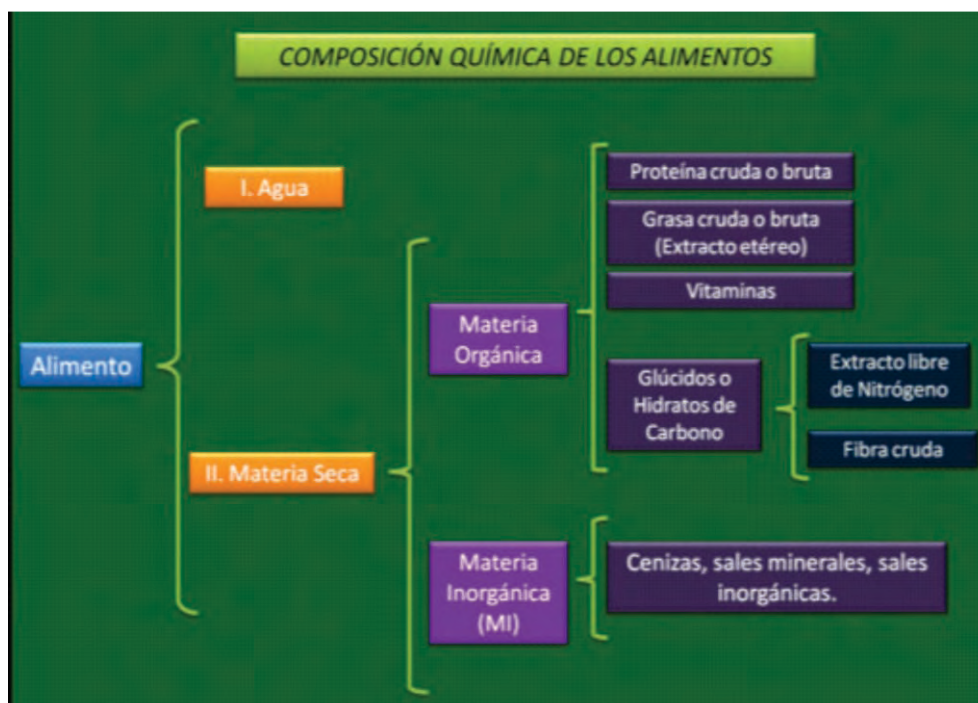 COMPOSICIÓN QUÍMICA DE LOS ALIMENTOS
Alimento
I. Agua
II. Materia Seca
Materia
Orgánica
Proteína cruda o bruta
Grasa cruda o bruta
(Extracto etéreo)
Vitaminas
Glúcidos o
Hidratos de
Carbono
Extracto libre
de Nitrógeno
Fibra cruda
Materia
Inorgánica
(MI)
Cenizas, sales minerales, sales
inorgánicas.